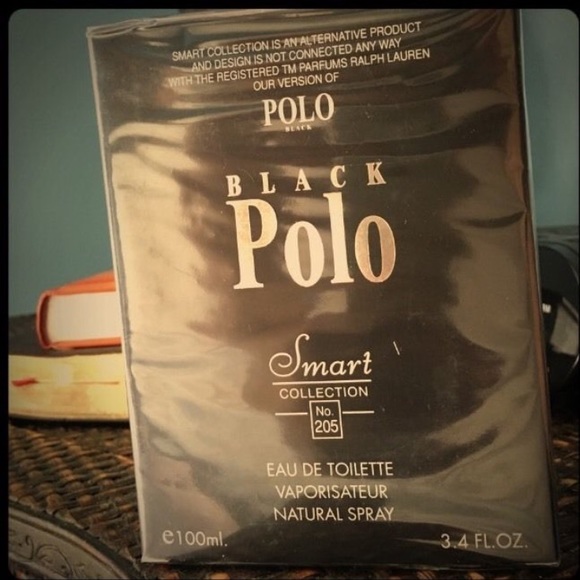 SMART COLLECTION IS AN ALTERNATIVE PRODUCT
AND DESIGN IS NOT CONNECTED ANY WAY
WITH THE REGISTERED TM PARFUMS RALPH LAUREN
OUR VERSION OF
POLO
BLACK
BLACK
Polo
Smart
COLLECTION
No.
205
EAU DE TOILETTE
VAPORISATEUR
NATURAL SPRAY
e100ml. 3.4 FL.OZ.